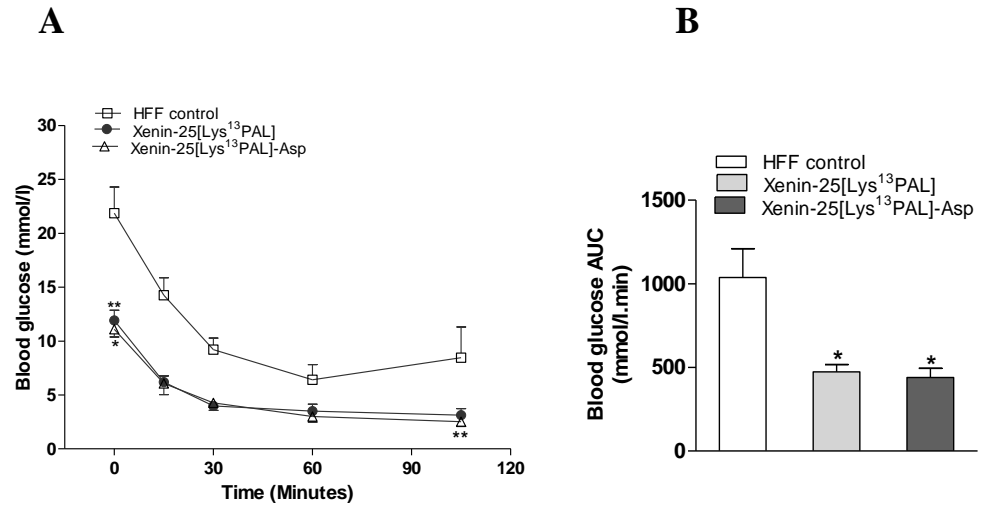 A
HFF control
Xenin-25[Lys¹³PAL]
Xenin-25[Lys¹³PAL]-Asp
30
25
20
15
10
5
0
Blood glucose (mmol/l)
**
*
**
0 30 60 90 120
Time (Minutes)
B
HFF control
Xenin-25[Lys¹³PAL]
Xenin-25[Lys¹³PAL]-Asp
1500
1000
500
0
Blood glucose AUC
(mmol/l.min)
* *